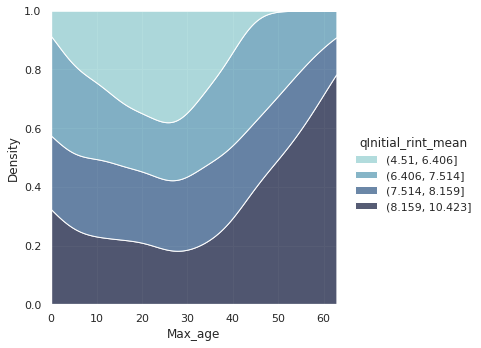 1.0
0.8
0.6
0.4
0.2
0.0
Density
0 10 20 30 40 50 60
Max_age
qInitial_rint_mean
(4.51, 6.406]
(6.406, 7.514]
(7.514, 8.159]
(8.159, 10.423]